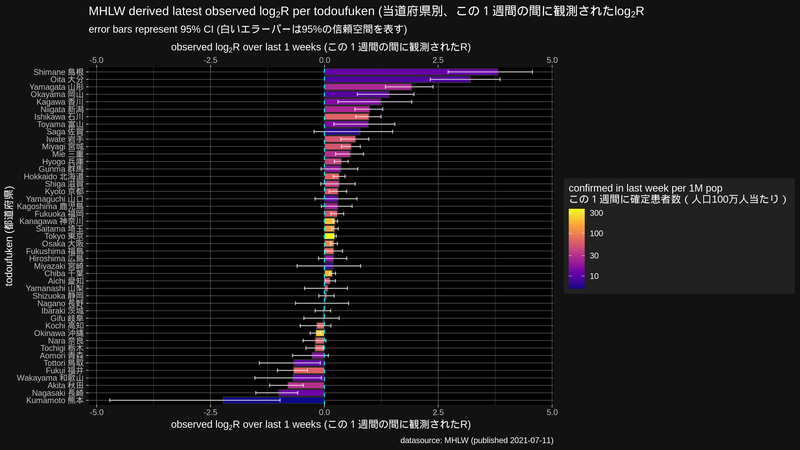 MHLW derived latest observed log2R per todoufuken (当道府県別、この１週間の間に観測されたlog2R
error bars represent 95% CI (白いエラーバーは95%の信頼空間を表す)
observed log2R over last 1 weeks (この１週間の間に観測されたR)
-5.0 -2.5 0.0 2.5 5.0
todoufuken (都道府県)
Shimane 島根
Oita 大分
Yamagata 山形
Okayama 岡山
Kagawa 香川
Niigata 新潟
Ishikawa 石川
Toyama 富山
Saga 佐賀
Iwate 岩手
Miyagi 宮城
Mie 三重
Hyogo 兵庫
Gunma 群馬
Hokkaido 北海道
Shiga 滋賀
Kyoto 京都
Yamaguchi 山口
Kagoshima 鹿児島
Fukuoka 福岡
Kanagawa 神奈川
Saitama 埼玉
Tokyo 東京
Osaka 大阪
Fukushima 福島
Hiroshima 広島
Miyazaki 宮崎
Chiba 千葉
Aichi 愛知
Yamanashi 山梨
Shizuoka 静岡
Nagano 長野
Ibaraki 茨城
Gifu 岐阜
Kochi 高知
Okinawa 沖縄
Nara 奈良
Tochigi 栃木
Aomori 青森
Tottori 鳥取
Fukui 福井
Wakayama 和歌山
Akita 秋田
Nagasaki 長崎
Kumamoto 熊本
-5.0 -2.5 0.0 2.5 5.0
observed log2R over last 1 weeks (この１週間の間に観測されたR)
confirmed in last week per 1M pop
この１週間に確定患者数（人口100万人当たり）
300
100
30
10
datasource: MHLW (published 2021-07-11)